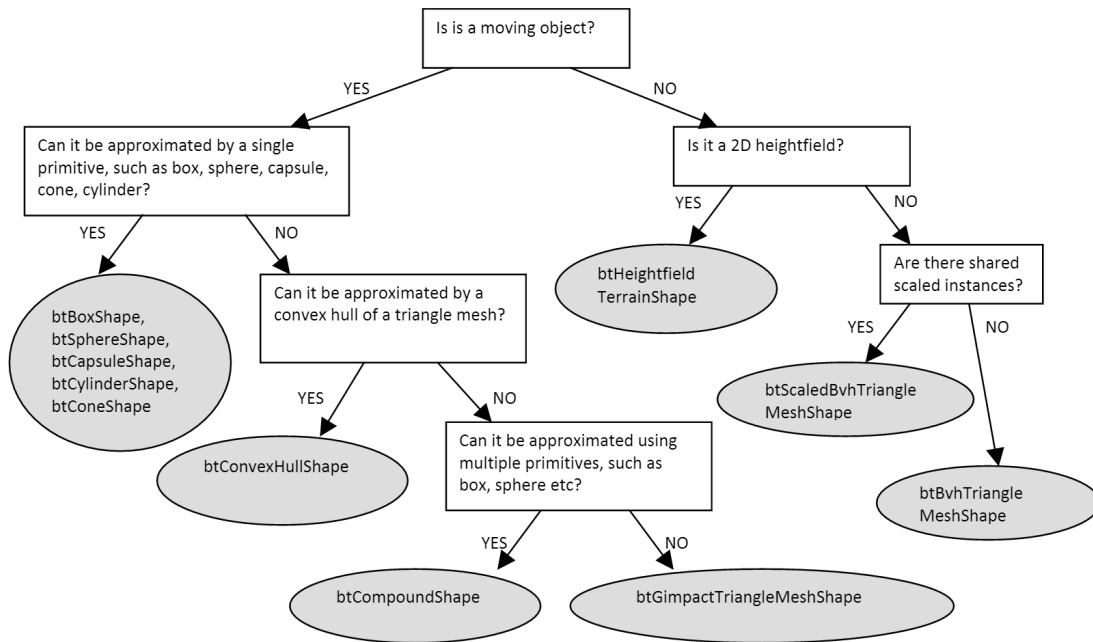 Is is a moving object?
YES
NO
Can it be approximated by a single
primitive, such as box, sphere, capsule,
cone, cylinder?
Is it a 2D heightfield?
YES
NO
YES
NO
btBoxShape,
btSphereShape,
btCapsuleShape,
btCylinderShape,
btConeShape
Can it be approximated by a
convex hull of a triangle mesh?
btHeightfield
TerrainShape
Are there shared
scaled instances?
YES
NO
YES
NO
btConvexHullShape
Can it be approximated using
multiple primitives, such as
box, sphere etc?
btScaledBvhTriangle
MeshShape
btBvhTriangle
MeshShape
YES
NO
btCompoundShape
btGimpactTriangleMeshShape